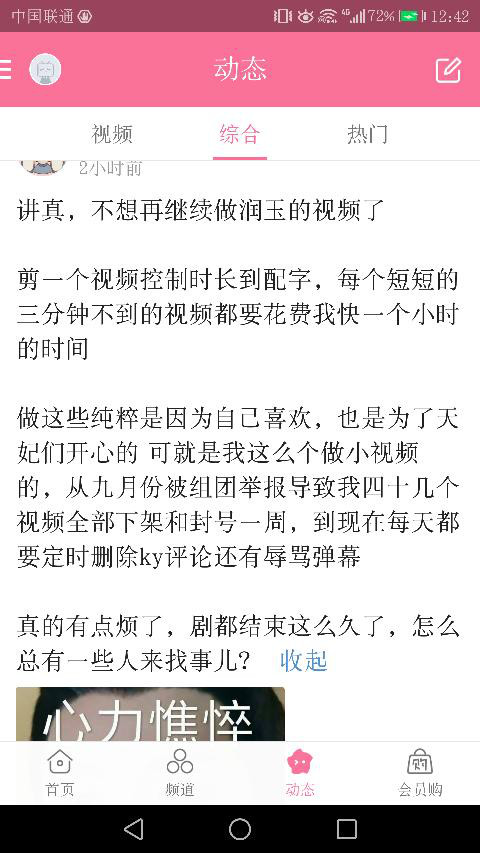 中国联通
4G
72%
12:42
动态
视频
综合
热门
2小时前
讲真，不想再继续做润玉的视频了
剪一个视频控制时长到配字，每个短短的
三分钟不到的视频都要花费我快一个小时
的时间
做这些纯粹是因为自己喜欢，也是为了天
妃们开心的 可就是我这么个做小视频
的，从九月份被组团举报导致我四十几个
视频全部下架和封号一周，到现在每天都
要定时删除ky评论还有辱骂弹幕
真的有点烦了，剧都结束这么久了，怎么
总有一些人来找事儿？ 收起
心力憔悴
首页
频道
动态
购
会员购